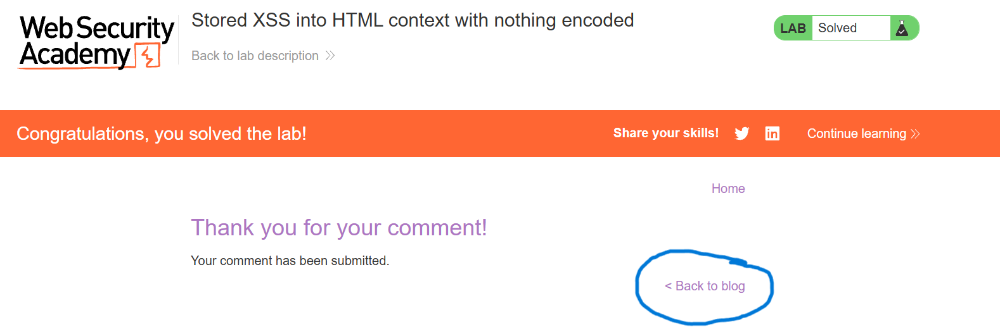 Web Security
Academy
Stored XSS into HTML context with nothing encoded
Back to lab description
LAB Solved
Congratulations, you solved the lab!
Share your skills!
in
Continue learning
Home
Thank you for your comment!
Your comment has been submitted.
< Back to blog